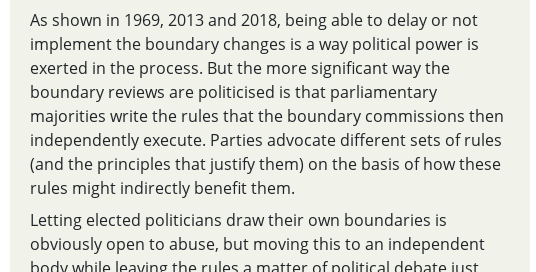 As shown in 1969, 2013 and 2018, being able to delay or not
implement the boundary changes is a way political power is
exerted in the process. But the more significant way the
boundary reviews are politicised is that parliamentary
majorities write the rules that the boundary commissions then
independently execute. Parties advocate different sets of rules
(and the principles that justify them) on the basis of how these
rules might indirectly benefit them.
Letting elected politicians draw their own boundaries is
obviously open to abuse, but moving this to an independent
body while leaving the rules a matter of political debate just